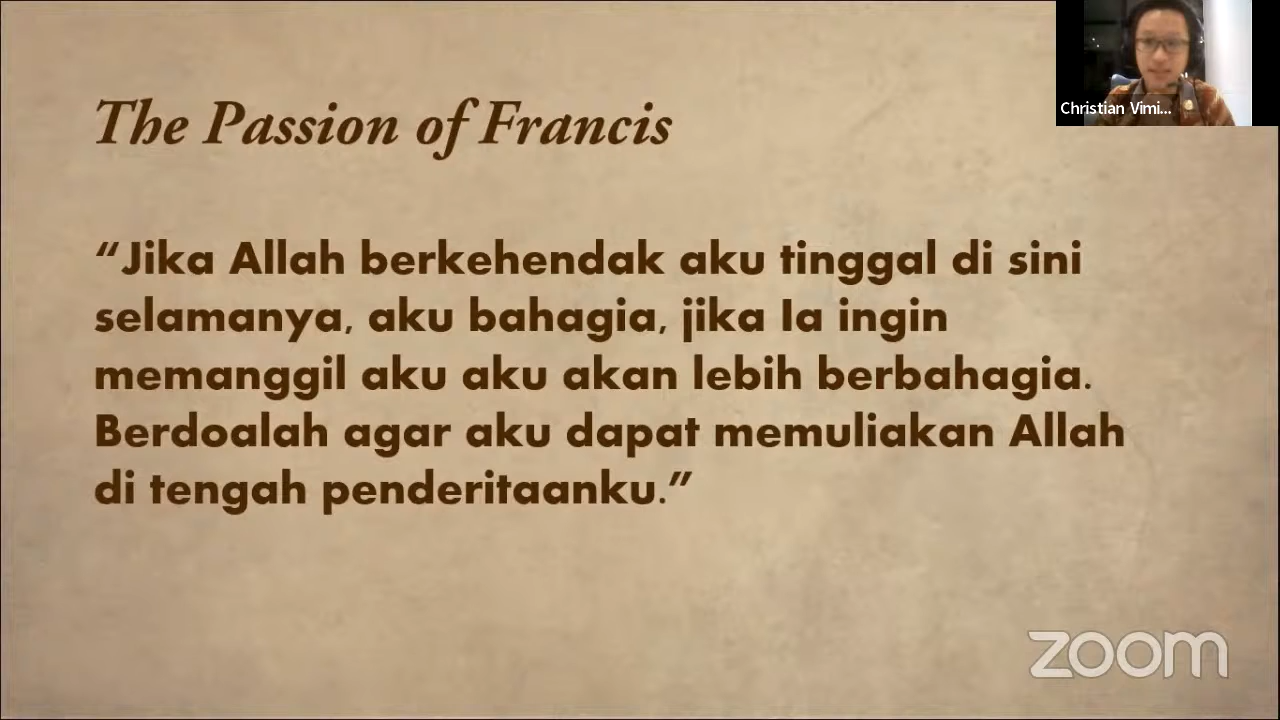 The Passion of Francis
“Jika Allah berkehendak aku tinggal di sini
selamanya, aku bahagia, jika Ia ingin
memanggil aku aku akan lebih berbahagia.
Berdoalah agar aku dapat memuliakan Allah
di tengah penderitaanku.”
Christian Vimi...
zoom